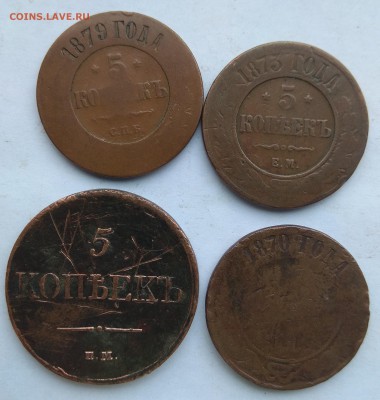 COINS.LAVE.RU
1879 ГОДА
5
КОПѢЕКЪ
С.П.Б.
1875 ГОДА
5
КОПѢЕКЪ
Е.М.
5
КОПѢЕКЪ
Е.М.
1870 ГОДА